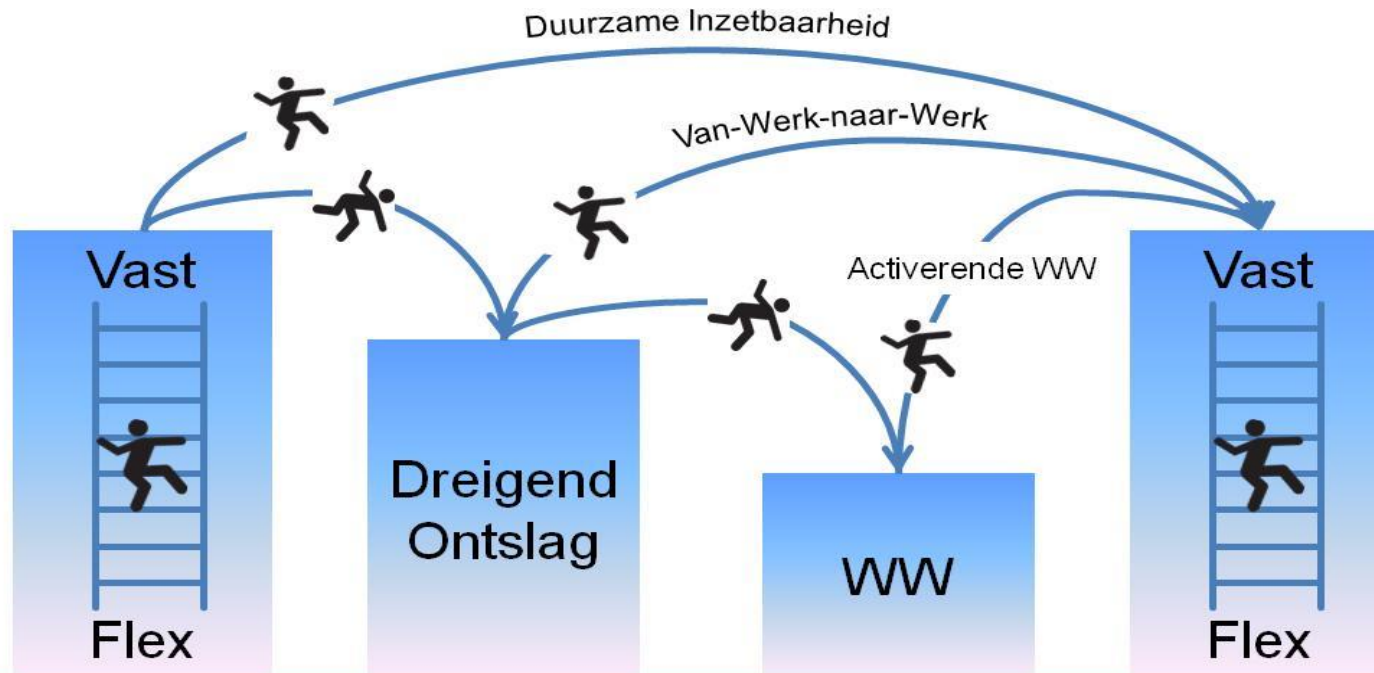 Duurzame Inzetbaarheid
Van-Werk-naar-Werk
Activerende WW
Vast
Flex
Dreigend
Ontslag
WW
Vast
Flex